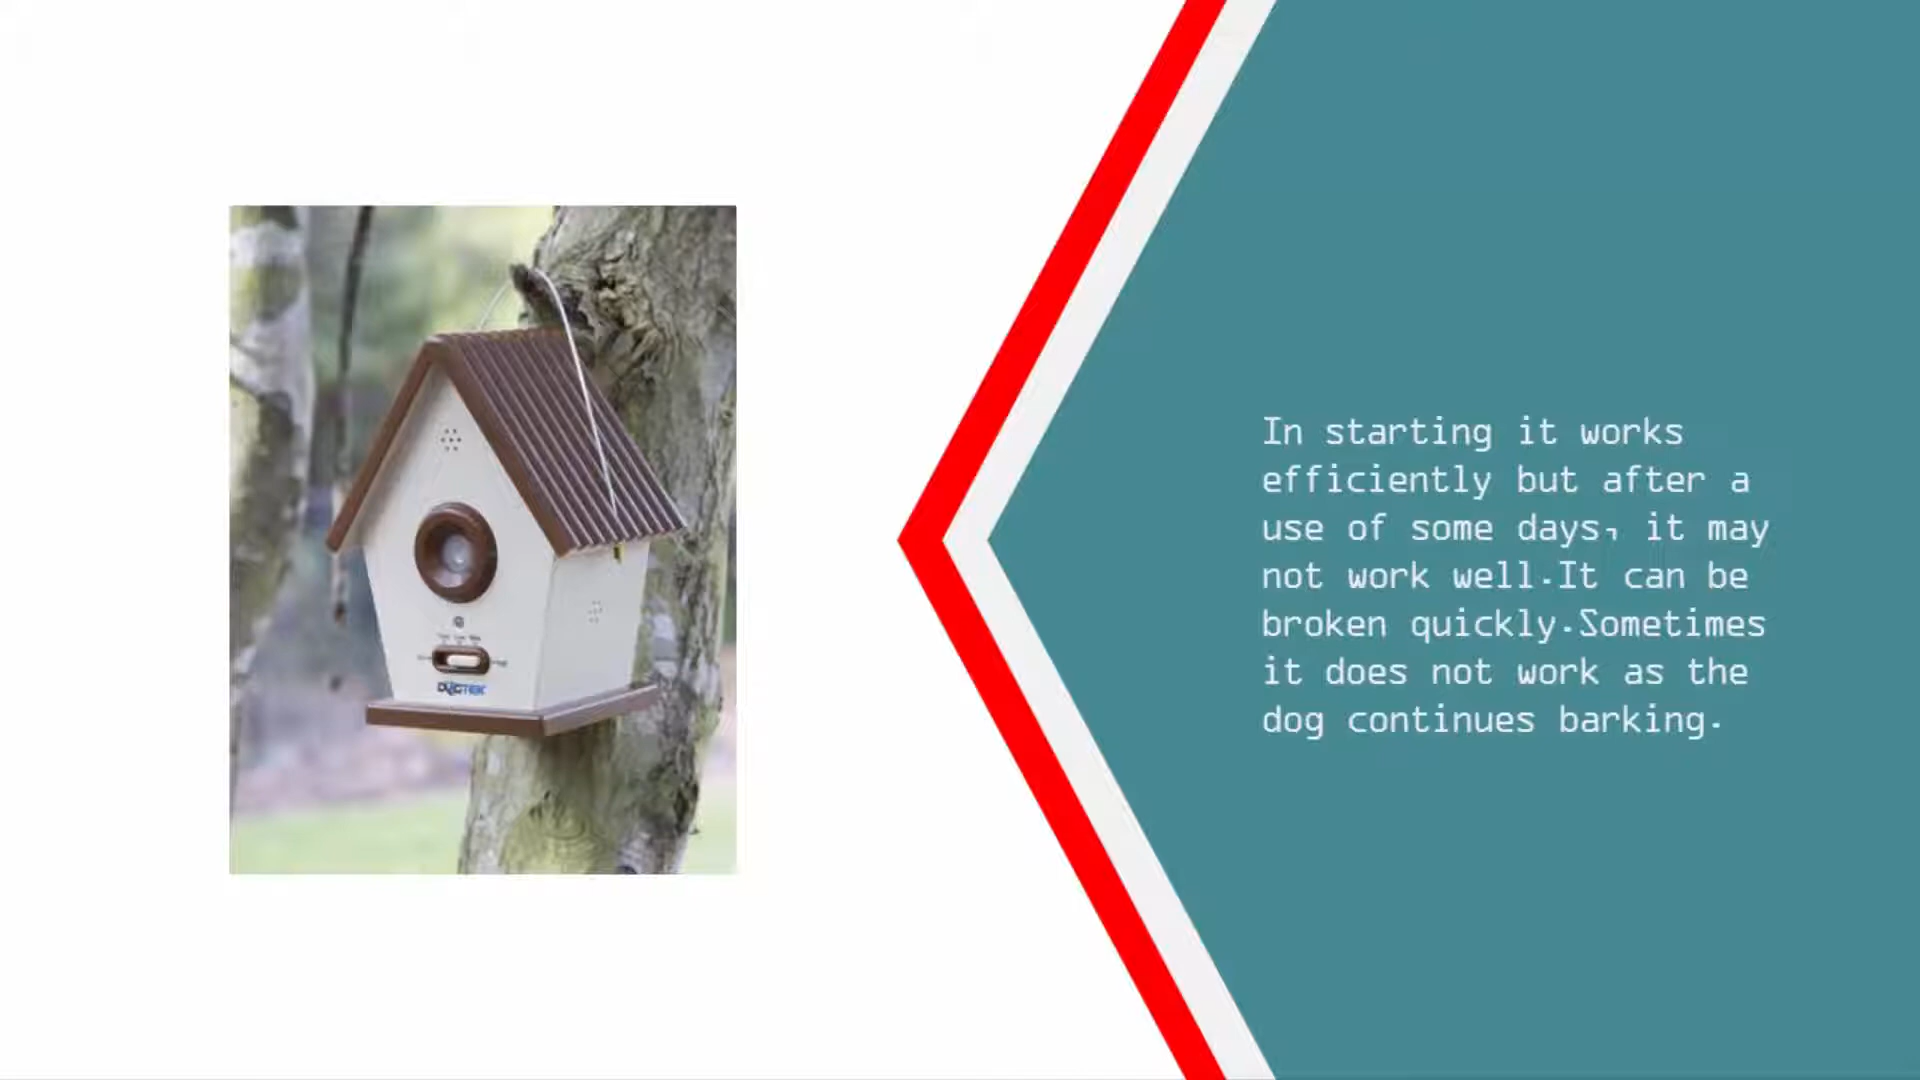 DOGTEK
In starting it works
efficiently but after a
use of some days, it may
not work well.It can be
broken quickly.Sometimes
it does not work as the
dog continues barking.